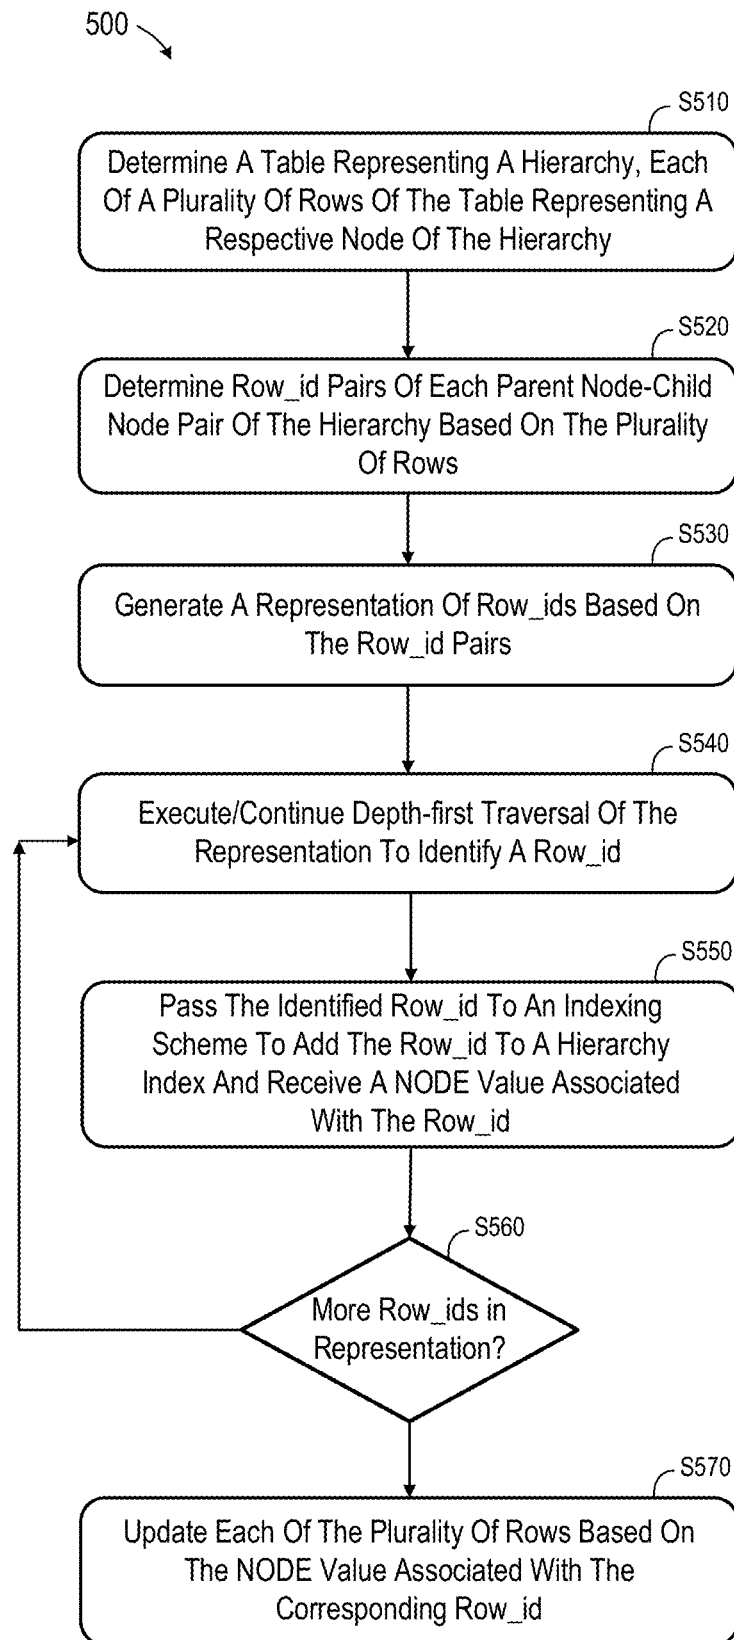 500
S510
Determine A Table Representing A Hierarchy, Each
Of A Plurality Of Rows Of The Table Representing A
Respective Node Of The Hierarchy
S520
Determine Row_id Pairs Of Each Parent Node-Child
Node Pair Of The Hierarchy Based On The Plurality
Of Rows
S530
Generate A Representation Of Row_ids Based On
The Row_id Pairs
S540
Execute/Continue Depth-first Traversal Of The
Representation To Identify A Row_id
S550
Pass The Identified Row_id To An Indexing
Scheme To Add The Row_id To A Hierarchy
Index And Receive A NODE Value Associated
With The Row_id
S560
More Row_ids in
Representation?
S570
Update Each Of The Plurality Of Rows Based On
The NODE Value Associated With The
Corresponding Row_id